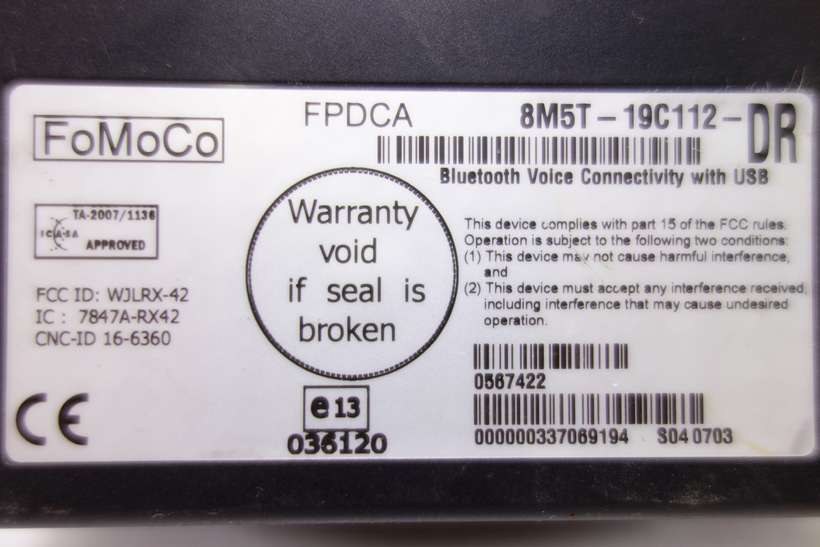 FoMoCo
FPDCA
8M5T-19C112-DR
Bluetooth Voice Connectivity with USB
TA-2007/1136
ICASA
APPROVED
Warranty
void
if seal is
broken
This device complies with part 15 of the FCC rules.
Operation is subject to the following two conditions:
(1) This device may not cause harmful interference,
and
(2) This device must accept any interference received,
including interference that may cause undesired
operation.
FCC ID: WJLRX-42
IC : 7847A-RX42
CNC-ID 16-6360
0567422
CE
e13
036120
000000337069194 S040703